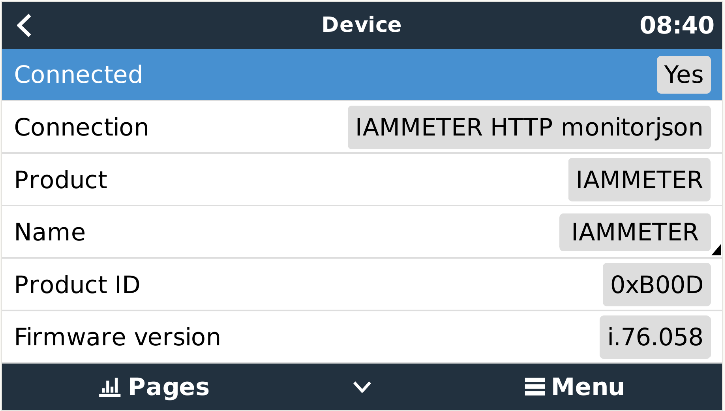 Device 08:40
Connected Yes
Connection IAMMETER HTTP monitorjson
Product IAMMETER
Name IAMMETER
Product ID 0xB00D
Firmware version i.76.058
Pages Menu